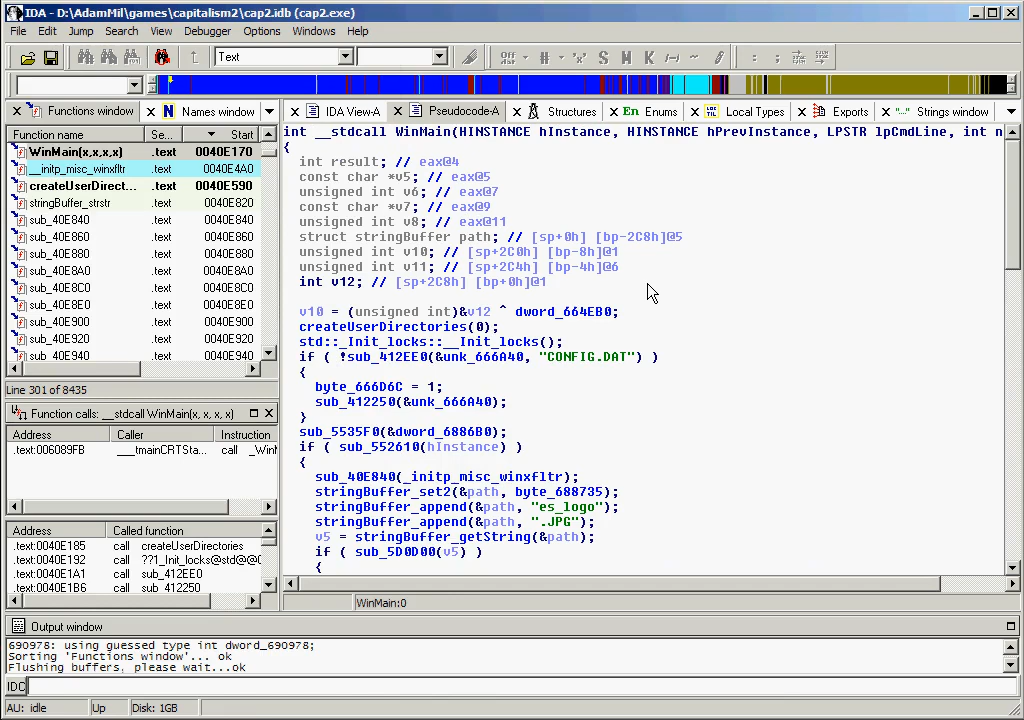 IDA - D:\AdamMil\games\capitalism2\cap2.idb (cap2.exe)
File Edit Jump Search View Debugger Options Windows Help
Text
Functions window
Names window
IDA View-A
Pseudocode-A
Structures
En Enums
Local Types
Exports
Strings window
Function name Se... Start
WinMain(x,x,x,x) .text 0040E170
__initp_misc_winxfltr .text 0040E4A0
createUserDirect... .text 0040E590
stringBuffer_strstr .text 0040E820
sub_40E840 .text 0040E840
sub_40E860 .text 0040E860
sub_40E880 .text 0040E880
sub_40E8A0 .text 0040E8A0
sub_40E8C0 .text 0040E8C0
sub_40E8E0 .text 0040E8E0
sub_40E900 .text 0040E900
sub_40E920 .text 0040E920
sub_40E940 .text 0040E940
Line 301 of 8435
Function calls: __stdcall WinMain(x, x, x, x)
Address Caller Instruction
.text:006089FB ___tmainCRTSta... call _WinM
Address Called function
.text:0040E185 call createUserDirectories
.text:0040E192 call ??1_Init_locks@std@@
.text:0040E1A1 call sub_412EE0
.text:0040E1B6 call sub_412250
int __stdcall WinMain(HINSTANCE hInstance, HINSTANCE hPrevInstance, LPSTR lpCmdLine, int n
{
int result; // eax@4
const char *v5; // eax@5
unsigned int v6; // eax@7
const char *v7; // eax@9
unsigned int v8; // eax@11
struct stringBuffer path; // [sp+0h] [bp-2C8h]@5
unsigned int v10; // [sp+2C0h] [bp-8h]@1
unsigned int v11; // [sp+2C4h] [bp-4h]@6
int v12; // [sp+2C8h] [bp+0h]@1
v10 = (unsigned int)&v12 ^ dword_664EB0;
createUserDirectories(0);
std::_Init_locks::__Init_locks();
if ( !sub_412EE0(&unk_666A40, "CONFIG.DAT") )
{
byte_666D6C = 1;
sub_412250(&unk_666A40);
}
sub_5535F0(&dword_6886B0);
if ( sub_552610(hInstance) )
{
sub_40E840(_initp_misc_winxfltr);
stringBuffer_set2(&path, byte_688735);
stringBuffer_append(&path, "es_logo");
stringBuffer_append(&path, ".JPG");
v5 = stringBuffer_getString(&path);
if ( sub_5D0D00(v5) )
{
WinMain:0
Output window
690978: using guessed type int dword_690978;
Sorting 'Functions window'... ok
Flushing buffers, please wait...ok
IDC
AU: idle Up Disk: 1GB